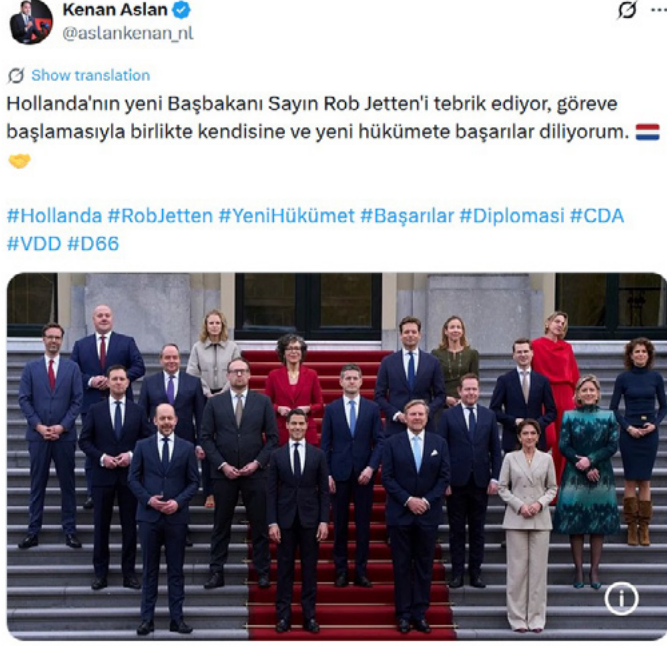 Kenan Aslan
@aslankenan_nl
Show translation
Hollanda'nın yeni Başbakanı Sayın Rob Jetten'i tebrik ediyor, göreve
başlamasıyla birlikte kendisine ve yeni hükümete başarılar diliyorum. 🇳🇱
🤝
#Hollanda #RobJetten #YeniHükümet #Başarılar #Diplomasi #CDA
#VDD #D66